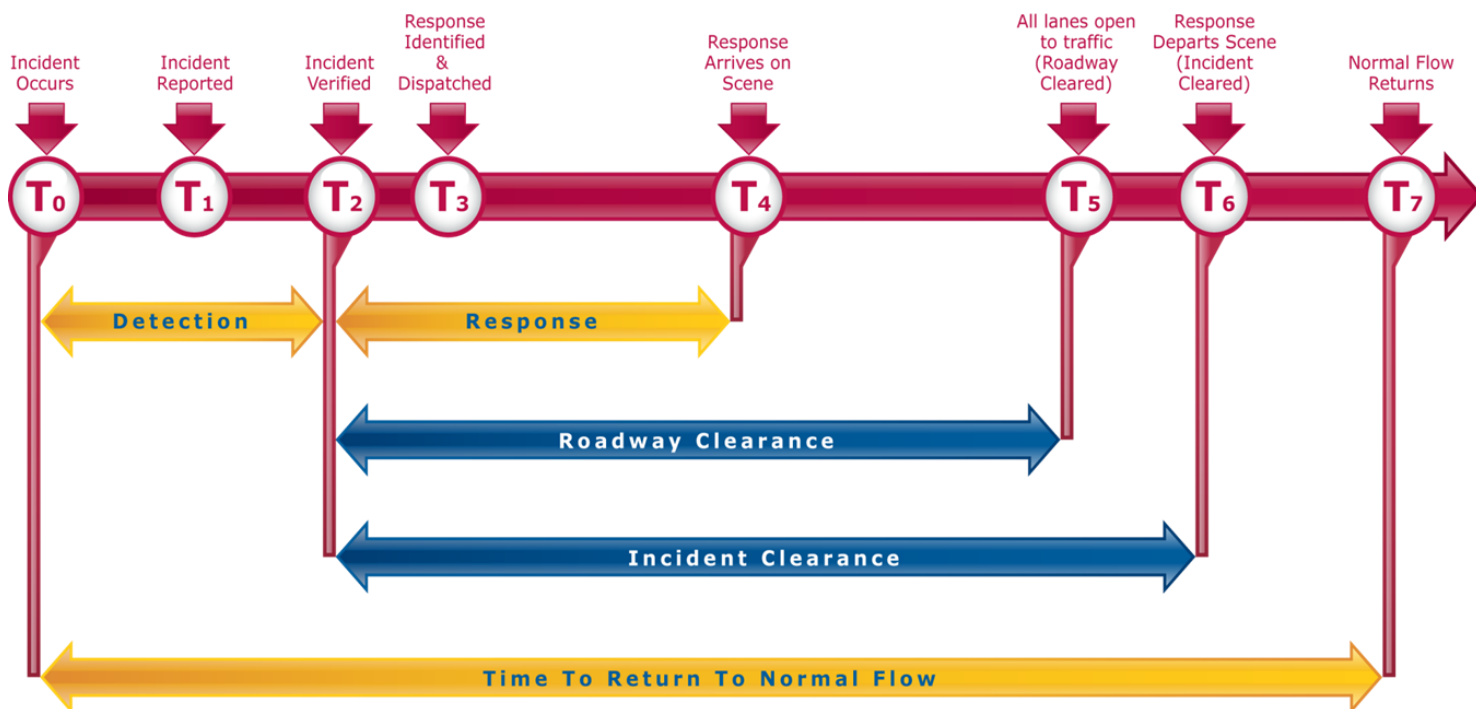 Incident
Occurs
Incident
Reported
Incident
Verified
Response
Identified
&
Dispatched
Response
Arrives on
Scene
All lanes open
to traffic
(Roadway
Cleared)
Response
Departs Scene
(Incident
Cleared)
Normal Flow
Returns
T0
T1
T2
T3
T4
T5
T6
T7
Detection
Response
Roadway Clearance
Incident Clearance
Time To Return To Normal Flow